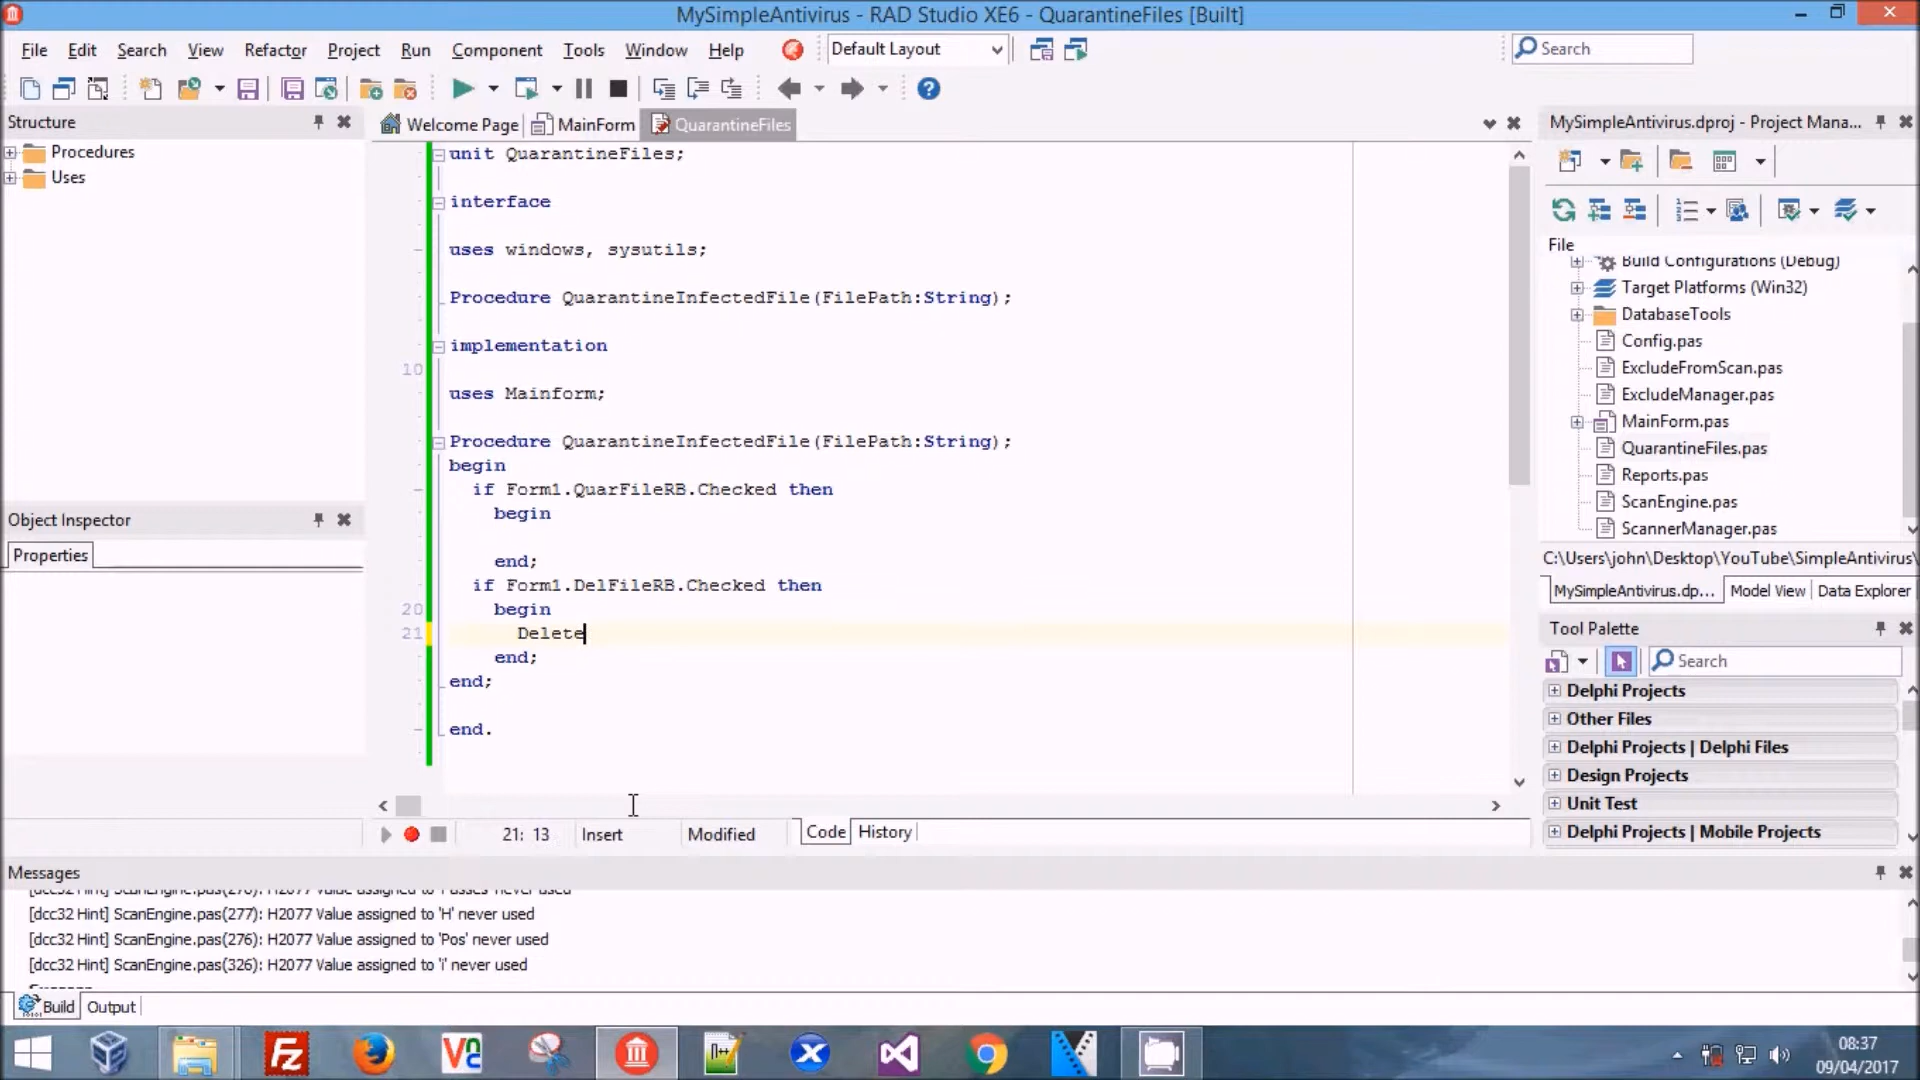 MySimpleAntivirus - RAD Studio XE6 - QuarantineFiles [Built]
File Edit Search View Refactor Project Run Component Tools Window Help
Default Layout
Search
Structure
Procedures
Uses
Welcome Page
MainForm
QuarantineFiles
unit QuarantineFiles;
interface
uses windows, sysutils;
Procedure QuarantineInfectedFile(FilePath:String);
implementation
10
uses Mainform;
Procedure QuarantineInfectedFile(FilePath:String);
begin
if Form1.QuarFileRB.Checked then
begin
end;
if Form1.DelFileRB.Checked then
20 begin
21 Delete
end;
end;
end.
21: 13 Insert Modified
Code History
Object Inspector
Properties
MySimpleAntivirus.dproj - Project Mana...
File
Build Configurations (Debug)
Target Platforms (Win32)
DatabaseTools
Config.pas
ExcludeFromScan.pas
ExcludeManager.pas
MainForm.pas
QuarantineFiles.pas
Reports.pas
ScanEngine.pas
ScannerManager.pas
C:\Users\john\Desktop\YouTube\SimpleAntivirus\
MySimpleAntivirus.dp... Model View Data Explorer
Tool Palette
Search
Delphi Projects
Other Files
Delphi Projects | Delphi Files
Design Projects
Unit Test
Delphi Projects | Mobile Projects
Messages
[dcc32 Hint] ScanEngine.pas(277): H2077 Value assigned to 'H' never used
[dcc32 Hint] ScanEngine.pas(276): H2077 Value assigned to 'Pos' never used
[dcc32 Hint] ScanEngine.pas(326): H2077 Value assigned to 'i' never used
Build Output
08:37
09/04/2017